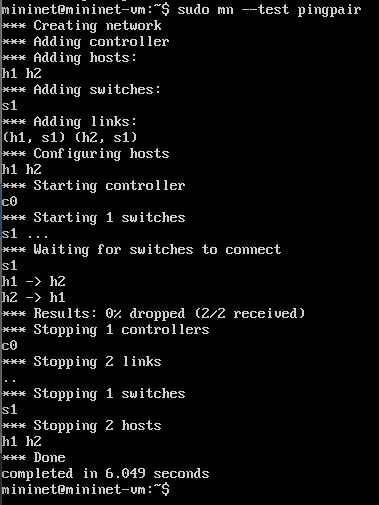 mininet@mininet-vm:~$ sudo mn --test pingpair
*** Creating network
*** Adding controller
*** Adding hosts:
h1 h2
*** Adding switches:
s1
*** Adding links:
(h1, s1) (h2, s1)
*** Configuring hosts
h1 h2
*** Starting controller
c0
*** Starting 1 switches
s1 ...
*** Waiting for switches to connect
s1
h1 -> h2
h2 -> h1
*** Results: 0% dropped (2/2 received)
*** Stopping 1 controllers
c0
*** Stopping 2 links
..
*** Stopping 1 switches
s1
*** Stopping 2 hosts
h1 h2
*** Done
completed in 6.049 seconds
mininet@mininet-vm:~$